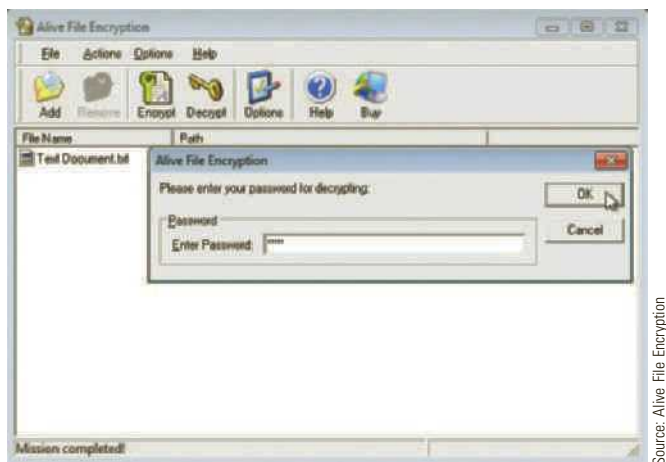 Alive File Encryption
File Actions Options Help
Add Remove Encrypt Decrypt Options Help Buy
File Name Path
Text Document.txt
Alive File Encryption
Please enter your password for decrypting:
OK
Password
Enter Password: *****
Cancel
Mission completed!
Source: Alive File Encryption